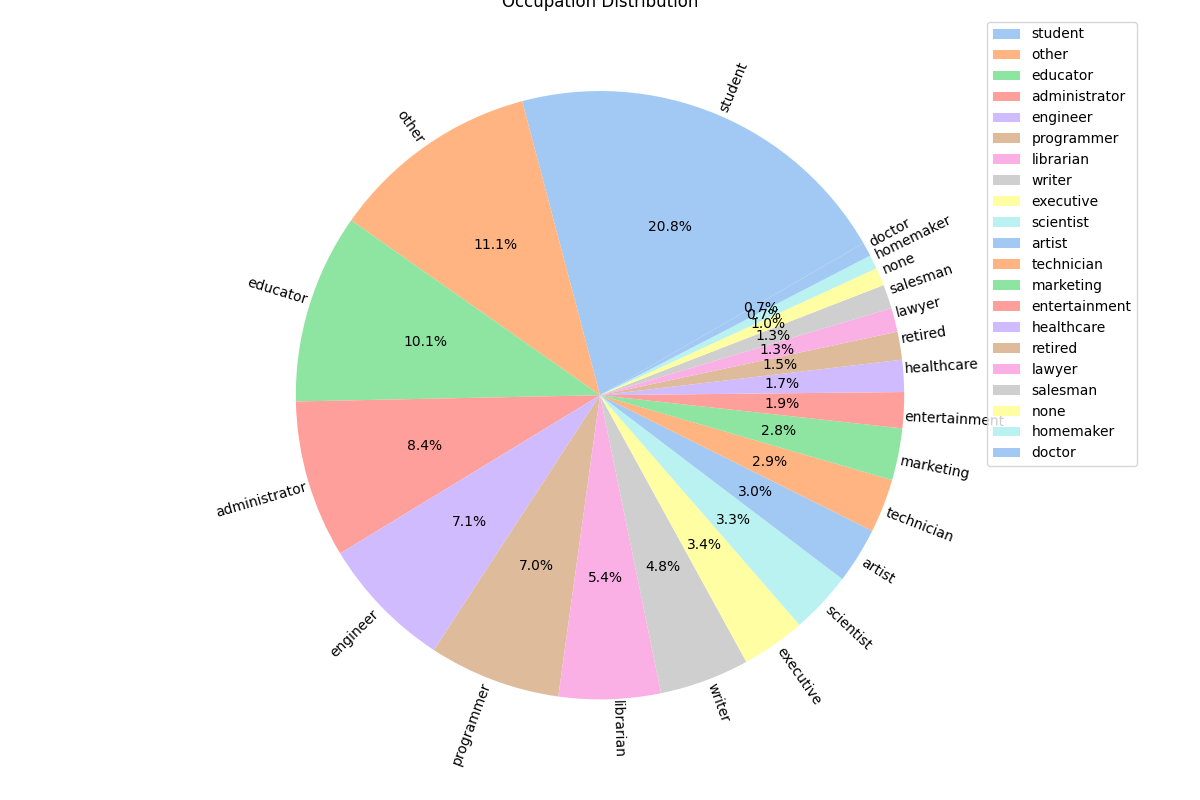 Occupation Distribution
student
other
educator
administrator
engineer
programmer
librarian
writer
executive
scientist
artist
technician
marketing
entertainment
healthcare
retired
lawyer
salesman
none
homemaker
doctor
20.8%
11.1%
10.1%
8.4%
7.1%
7.0%
5.4%
4.8%
3.4%
3.3%
3.0%
2.9%
2.8%
1.9%
1.7%
1.5%
1.3%
1.3%
1.0%
0.7%
0.7%
student
other
educator
administrator
engineer
programmer
librarian
writer
executive
scientist
artist
technician
marketing
entertainment
healthcare
retired
lawyer
salesman
none
homemaker
doctor